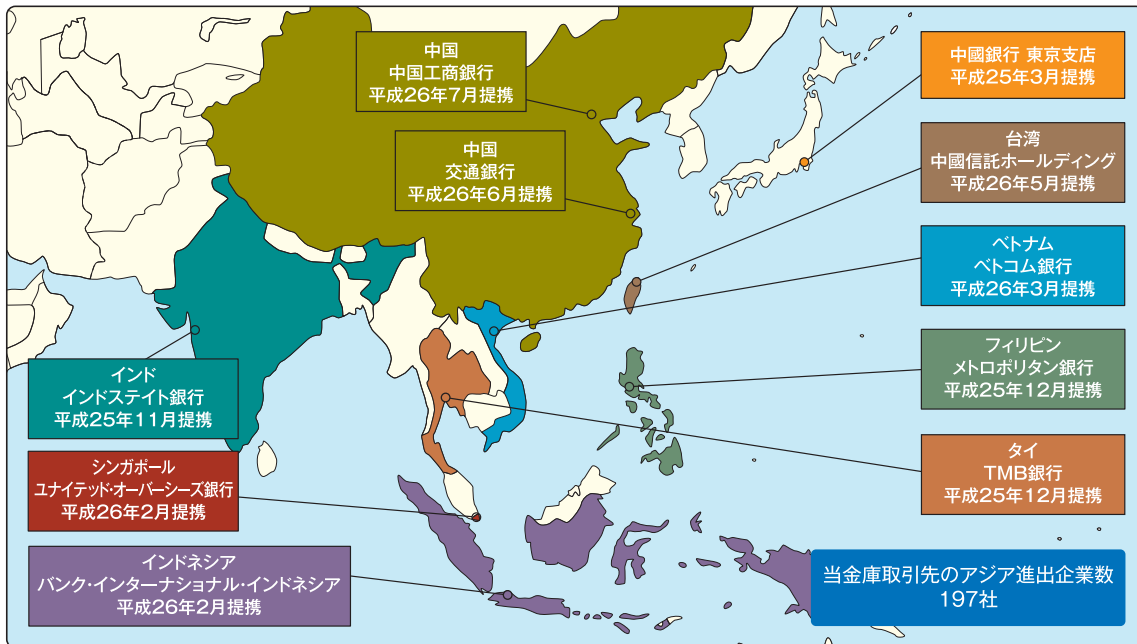 中国
中国工商銀行
平成26年7月提携
中国
交通銀行
平成26年6月提携
インド
インドステイト銀行
平成25年11月提携
シンガポール
ユナイテッド・オーバーシーズ銀行
平成26年2月提携
インドネシア
バンク・インターナショナル・インドネシア
平成26年2月提携
中國銀行 東京支店
平成25年3月提携
台湾
中國信託ホールディング
平成26年5月提携
ベトナム
ベトコム銀行
平成26年3月提携
フィリピン
メトロポリタン銀行
平成25年12月提携
タイ
TMB銀行
平成25年12月提携
当金庫取引先のアジア進出企業数
197社